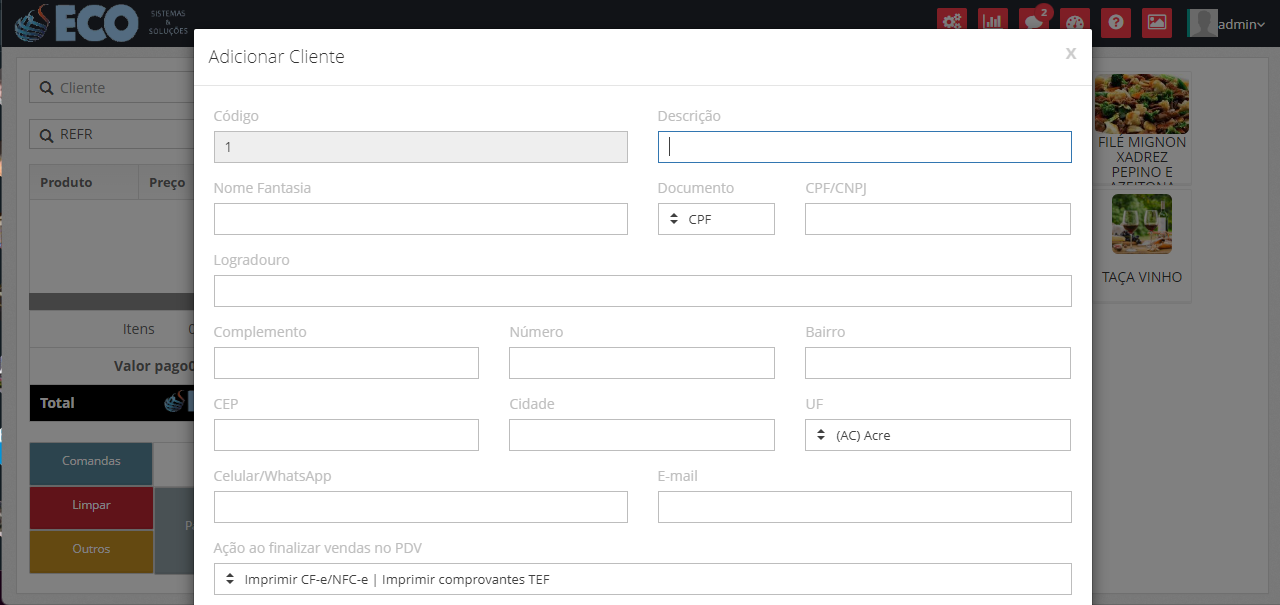 ECO SISTEMAS & SOLUÇÕES
2
admin
Adicionar Cliente
x
Cliente
REFR
Produto Preço
Itens
Valor pago
Total
Comandas
Limpar
Outros
Código
Descrição
1
Nome Fantasia
Documento
CPF/CNPJ
CPF
Logradouro
Complemento
Número
Bairro
CEP
Cidade
UF
(AC) Acre
Celular/WhatsApp
E-mail
Ação ao finalizar vendas no PDV
Imprimir CF-e/NFC-e | Imprimir comprovantes TEF
FILÉ MIGNON
XADREZ
PEPINO E
AZEITONA
TAÇA VINHO